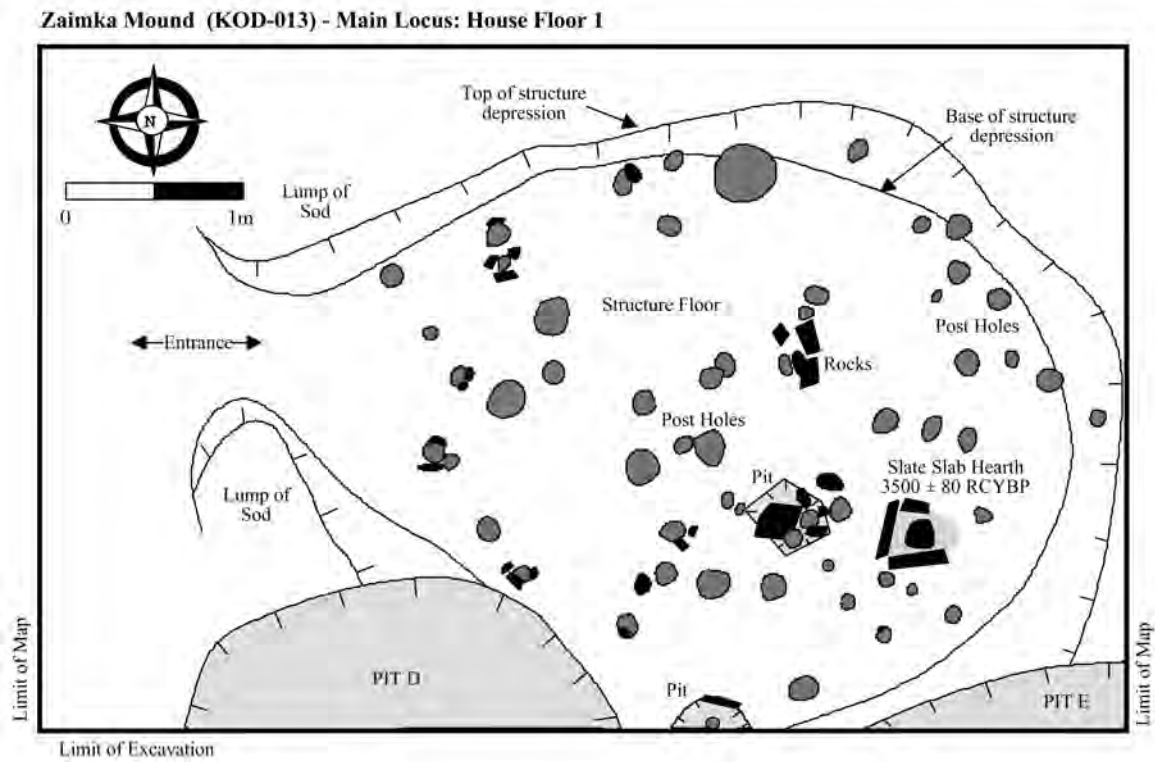 Zaimka Mound (KOD-013) - Main Locus: House Floor 1
N
0 1m
Top of structure
depression
Base of structure
depression
Lump of
Sod
Structure Floor
Post Holes
Entrance
Rocks
Post Holes
Lump of
Sod
Pit
Slate Slab Hearth
3500 ± 80 RCYBP
PIT D
Pit
PIT E
Limit of Map
Limit of Map
Limit of Excavation